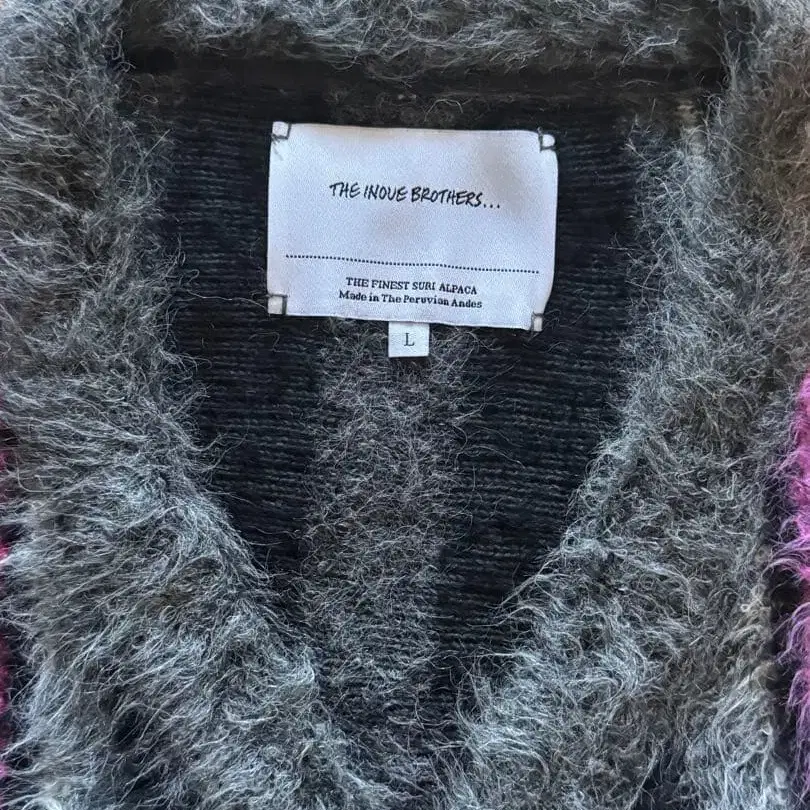 THE INOUE BROTHERS...
THE FINEST SURI ALPACA
Made in The Peruvian Andes
L